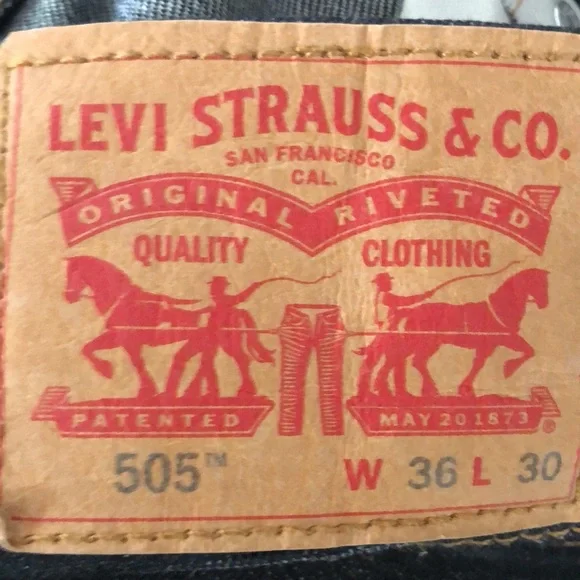 LEVI STRAUSS & CO.
SAN FRANCISCO
CAL.
ORIGINAL RIVETED
QUALITY CLOTHING
PATENTED MAY 20 1873 ®
505™ W 36 L 30